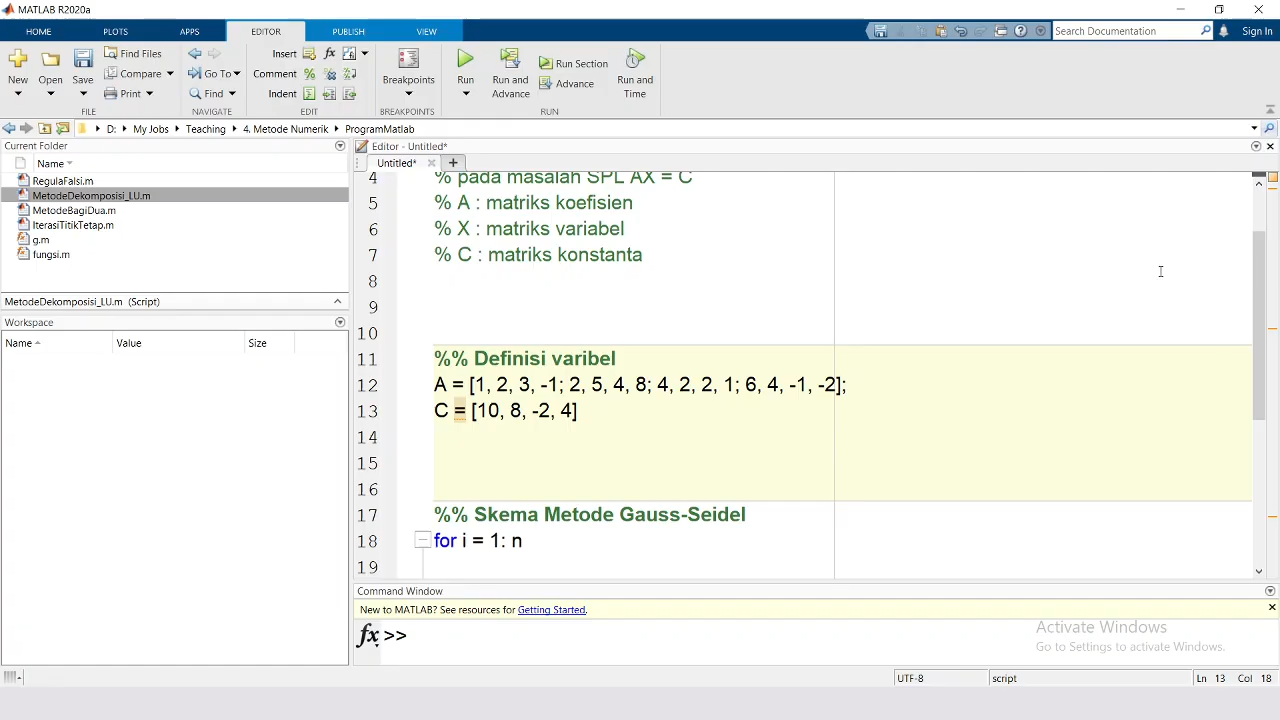 MATLAB R2020a
HOME PLOTS APPS EDITOR PUBLISH VIEW Search Documentation Sign In
New Open Save Find Files Compare Print Go To Find Insert fx Comment Indent Breakpoints Run Run and Advance Run Section Advance Run and Time
FILE NAVIGATE EDIT BREAKPOINTS RUN
D: My Jobs Teaching 4. Metode Numerik ProgramMatlab
Current Folder
Name
RegulaFalsi.m
MetodeDekomposisi_LU.m
MetodeBagiDua.m
IterasiTitikTetap.m
g.m
fungsi.m
MetodeDekomposisi_LU.m (Script)
Workspace
Name Value Size
Editor - Untitled*
Untitled*
4 % pada masalah SPL AX = C
5 % A : matriks koefisien
6 % X : matriks variabel
7 % C : matriks konstanta
8
9
10
11 %% Definisi varibel
12 A = [1, 2, 3, -1; 2, 5, 4, 8; 4, 2, 2, 1; 6, 4, -1, -2];
13 C = [10, 8, -2, 4]
14
15
16
17 %% Skema Metode Gauss-Seidel
18 for i = 1: n
19
Command Window
New to MATLAB? See resources for Getting Started.
fx >>
Activate Windows
Go to Settings to activate Windows.
UTF-8 script Ln 13 Col 18